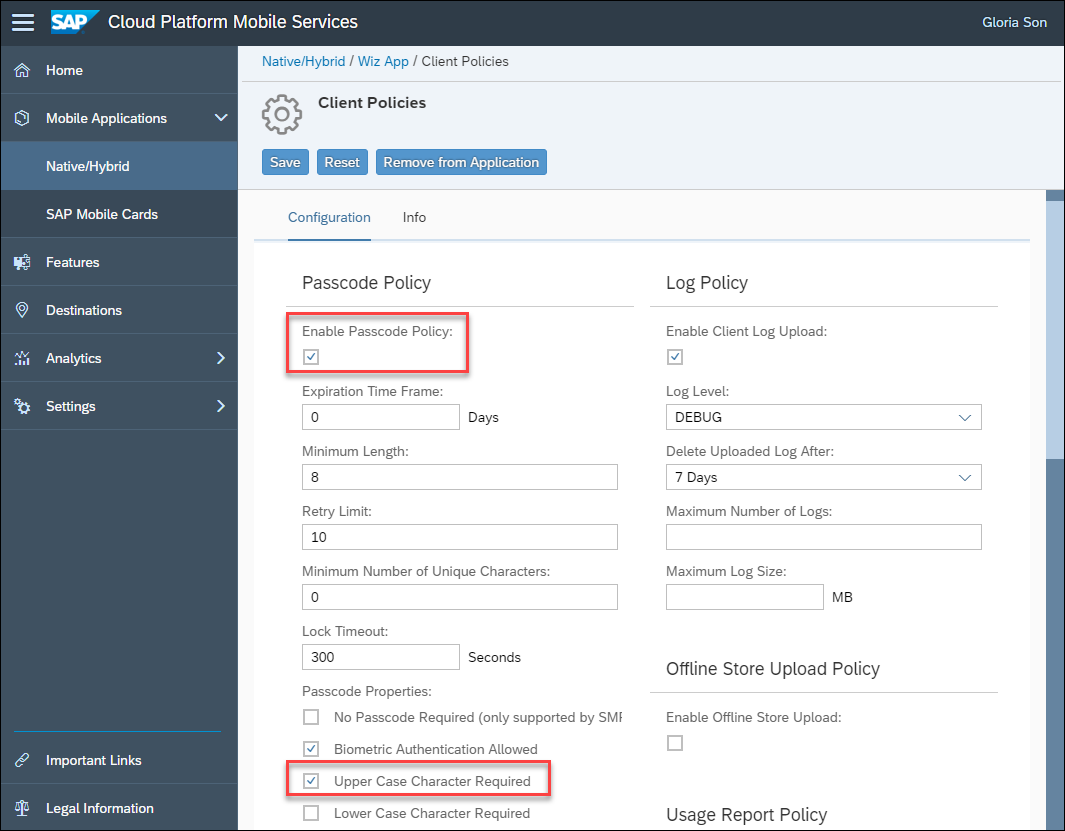 SAP Cloud Platform Mobile Services
Gloria Son
Home
Mobile Applications
Native/Hybrid
SAP Mobile Cards
Features
Destinations
Analytics
Settings
Important Links
Legal Information
Native/Hybrid / Wiz App / Client Policies
Client Policies
Save Reset Remove from Application
Configuration Info
Passcode Policy
Enable Passcode Policy:
Expiration Time Frame:
0 Days
Minimum Length:
8
Retry Limit:
10
Minimum Number of Unique Characters:
0
Lock Timeout:
300 Seconds
Passcode Properties:
No Passcode Required (only supported by SMP
Biometric Authentication Allowed
Upper Case Character Required
Lower Case Character Required
Log Policy
Enable Client Log Upload:
Log Level:
DEBUG
Delete Uploaded Log After:
7 Days
Maximum Number of Logs:
Maximum Log Size:
MB
Offline Store Upload Policy
Enable Offline Store Upload:
Usage Report Policy